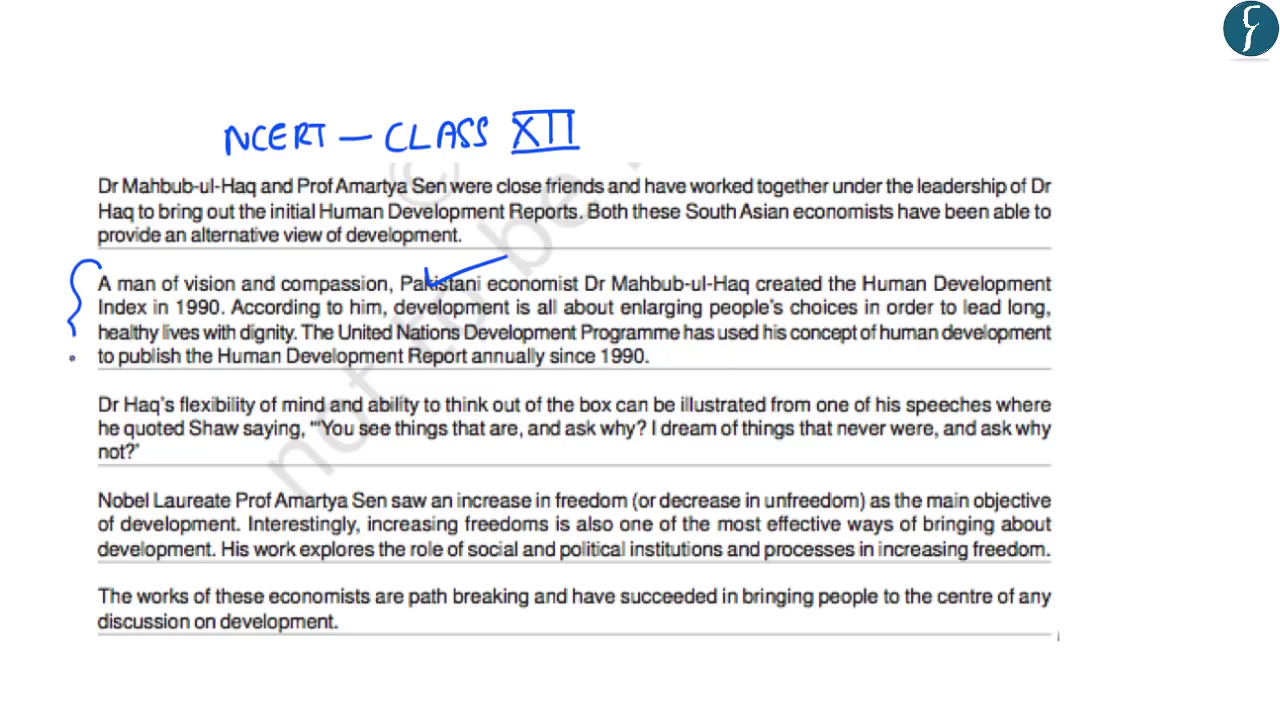 NCERT — CLASS XII
Dr Mahbub-ul-Haq and Prof Amartya Sen were close friends and have worked together under the leadership of Dr
Haq to bring out the initial Human Development Reports. Both these South Asian economists have been able to
provide an alternative view of development.
A man of vision and compassion, Pakistani economist Dr Mahbub-ul-Haq created the Human Development
Index in 1990. According to him, development is all about enlarging people's choices in order to lead long,
healthy lives with dignity. The United Nations Development Programme has used his concept of human development
to publish the Human Development Report annually since 1990.
Dr Haq's flexibility of mind and ability to think out of the box can be illustrated from one of his speeches where
he quoted Shaw saying, “‘You see things that are, and ask why? I dream of things that never were, and ask why
not?’
Nobel Laureate Prof Amartya Sen saw an increase in freedom (or decrease in unfreedom) as the main objective
of development. Interestingly, increasing freedoms is also one of the most effective ways of bringing about
development. His work explores the role of social and political institutions and processes in increasing freedom.
The works of these economists are path breaking and have succeeded in bringing people to the centre of any
discussion on development.
© not to be